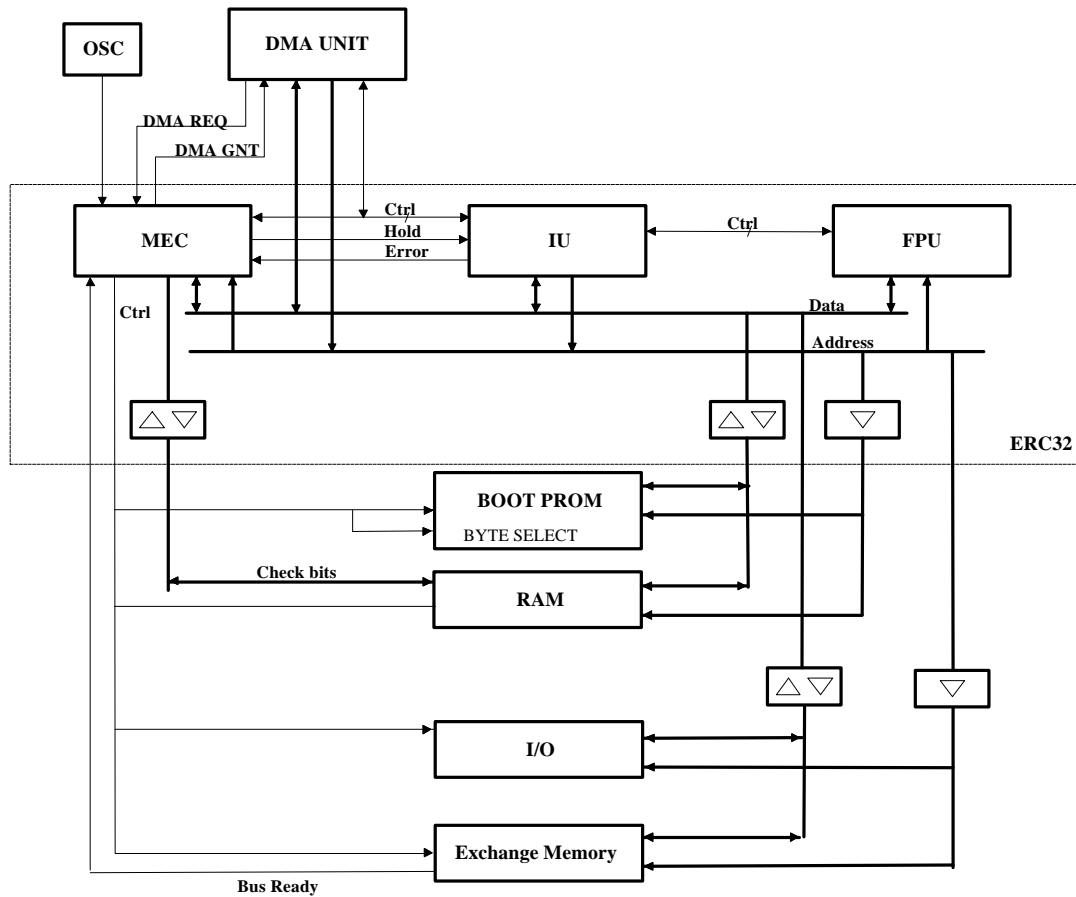 OSC
DMA UNIT
DMA REQ
DMA GNT
MEC
Ctrl
Hold
Error
IU
Ctrl
FPU
Ctrl
Data
Address
ERC32
BOOT PROM
BYTE SELECT
Check bits
RAM
I/O
Exchange Memory
Bus Ready